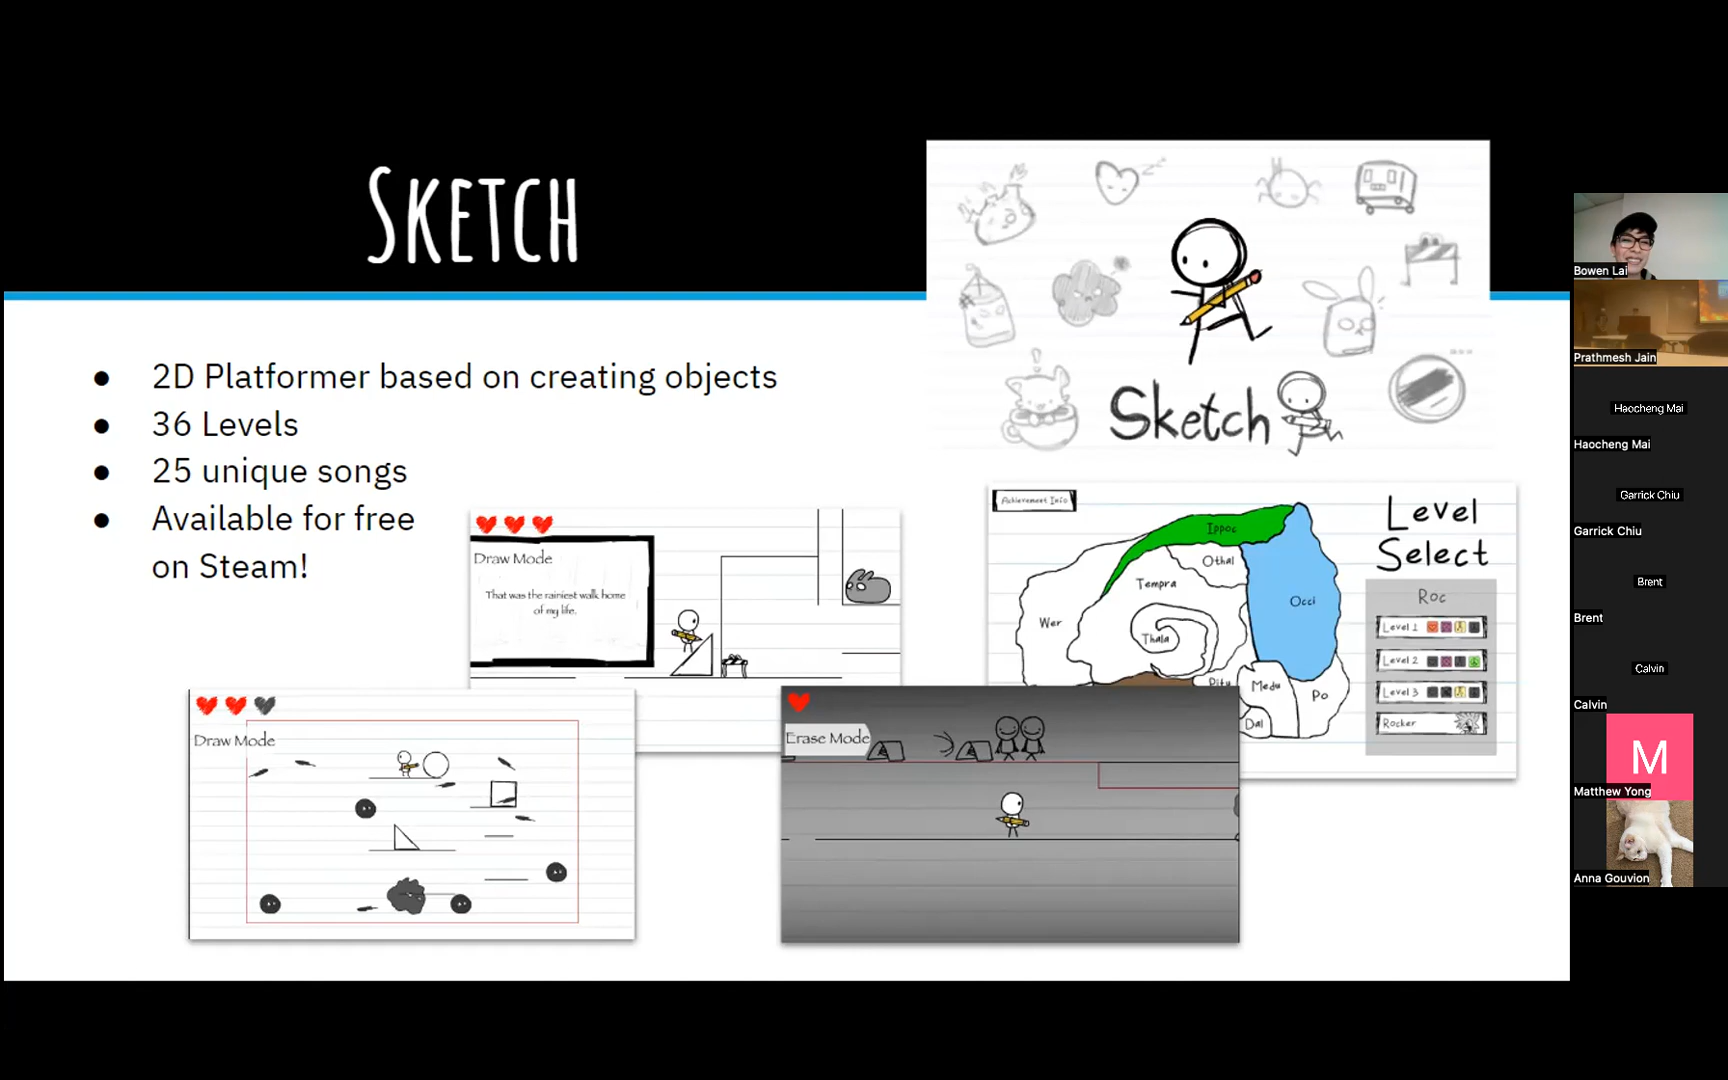 SKETCH
● 2D Platformer based on creating objects
● 36 Levels
● 25 unique songs
● Available for free
on Steam!
Sketch
Draw Mode
That was the rainiest walk home
of my life.
Achievement Info
Level
Select
Ippoc
Othal
Tempra
Occi
Wer
Thala
Medu
Po
Dal
Roc
Level 1
Level 2
Level 3
Rocker
Draw Mode
Erase Mode
Bowen Lai
Prathmesh Jain
Haocheng Mai
Haocheng Mai
Garrick Chiu
Garrick Chiu
Brent
Brent
Calvin
Calvin
M
Matthew Yong
Anna Gouvion